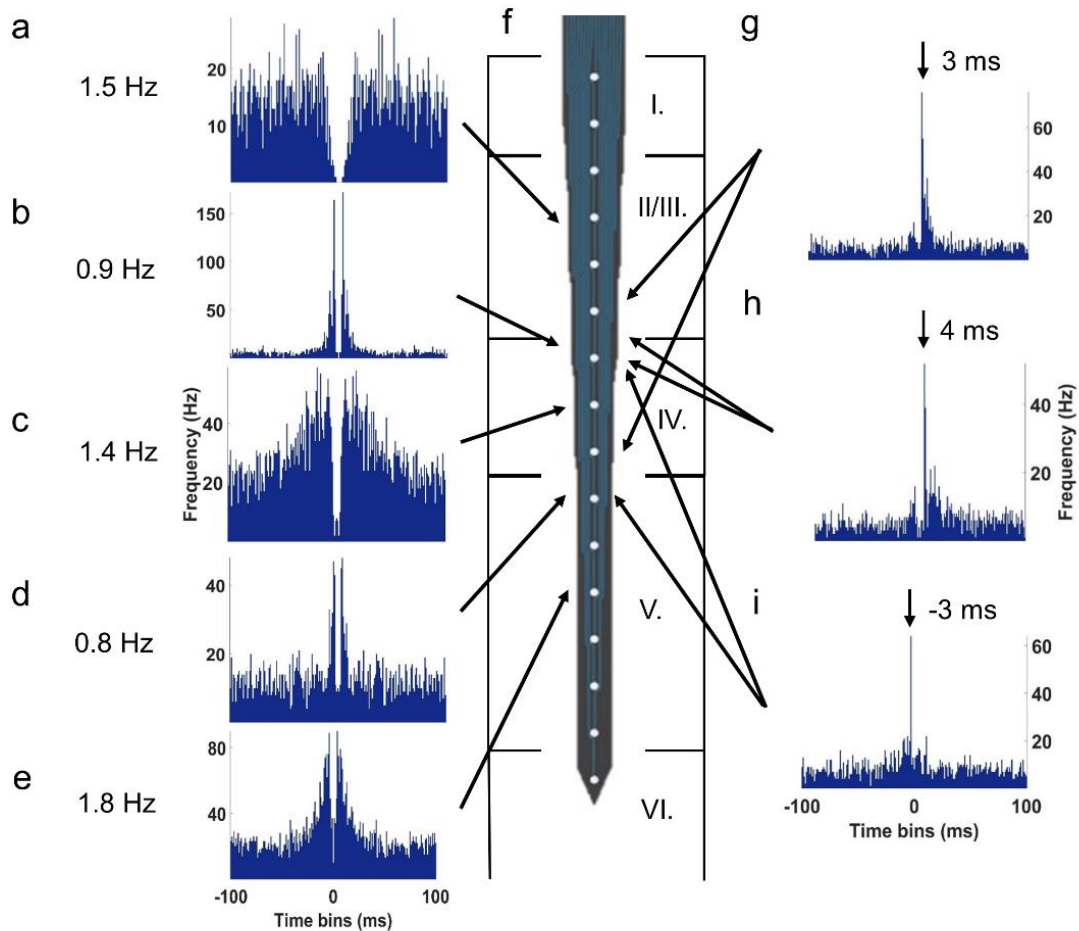 a
1.5 Hz
20
10
b
0.9 Hz
150
100
50
c
1.4 Hz
Frequency (Hz)
40
20
d
0.8 Hz
40
20
e
1.8 Hz
80
40
-100
0
100
Time bins (ms)
f
I.
II/III.
IV.
V.
VI.
g
3 ms
60
40
20
h
4 ms
40
20
Frequency (Hz)
i
-3 ms
60
40
20
-100
0
100
Time bins (ms)